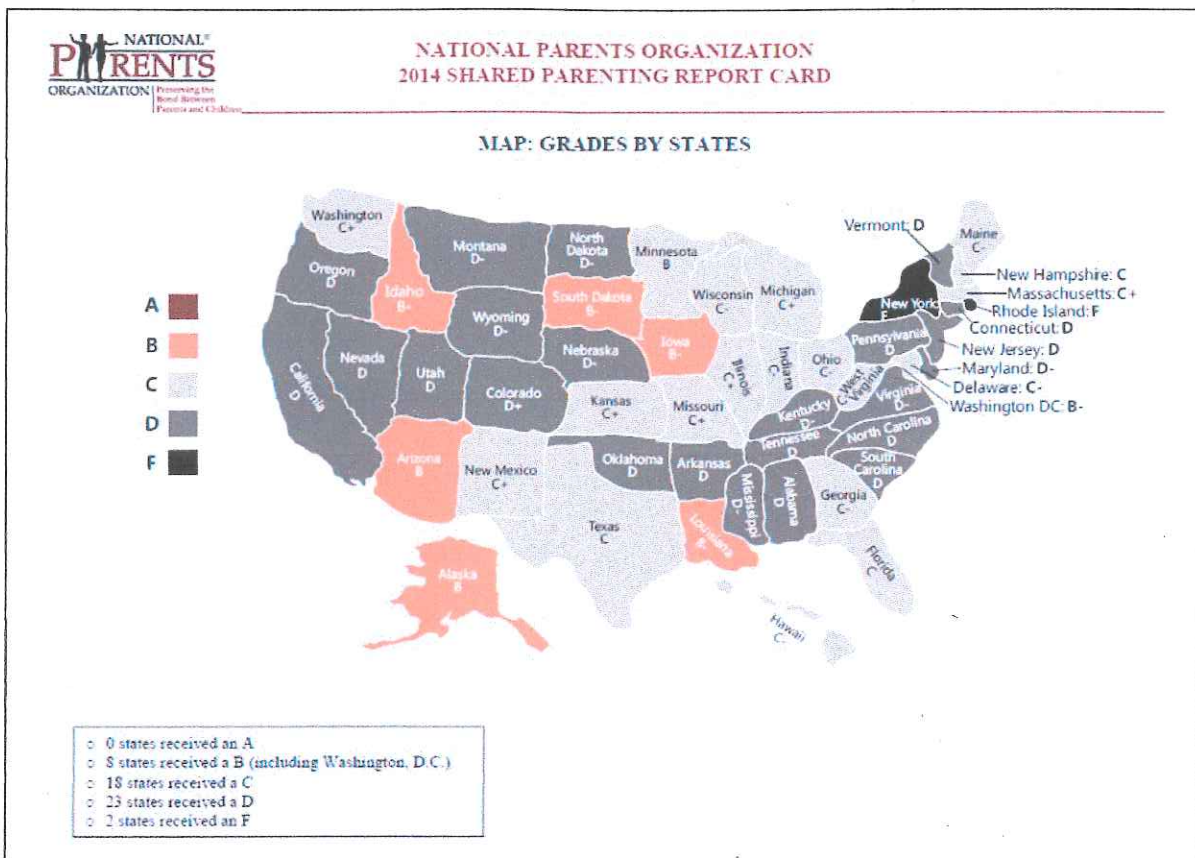 NATIONAL®
PARENTS
ORGANIZATION
Preserving the
Bond Between
Parents and Children
NATIONAL PARENTS ORGANIZATION
2014 SHARED PARENTING REPORT CARD
MAP: GRADES BY STATES
Washington
C+
Oregon
D
California
D
Nevada
D
Idaho
B-
Montana
D-
Wyoming
D-
Utah
D
Colorado
D+
Arizona
B
New Mexico
C+
North
Dakota
D-
South Dakota
B-
Nebraska
D-
Kansas
C+
Oklahoma
D
Texas
C
Minnesota
B
Iowa
B-
Missouri
C+
Arkansas
D
Louisiana
B-
Wisconsin
C-
Illinois
C+
Michigan
C+
Indiana
C-
Ohio
C-
Kentucky
D-
Tennessee
D
Mississippi
D-
Alabama
D
Georgia
C-
Florida
C
South
Carolina
D
North Carolina
D
Virginia
D-
West
Virginia
C-
Pennsylvania
D
New York
F
Maine
C-
Vermont: D
New Hampshire: C
Massachusetts: C+
Rhode Island: F
Connecticut: D
New Jersey: D
Maryland: D-
Delaware: C-
Washington DC: B-
Alaska
B
Hawaii
C-
A
B
C
D
F
○ 0 states received an A
○ 8 states received a B (including Washington, D.C.)
○ 18 states received a C
○ 23 states received a D
○ 2 states received an F